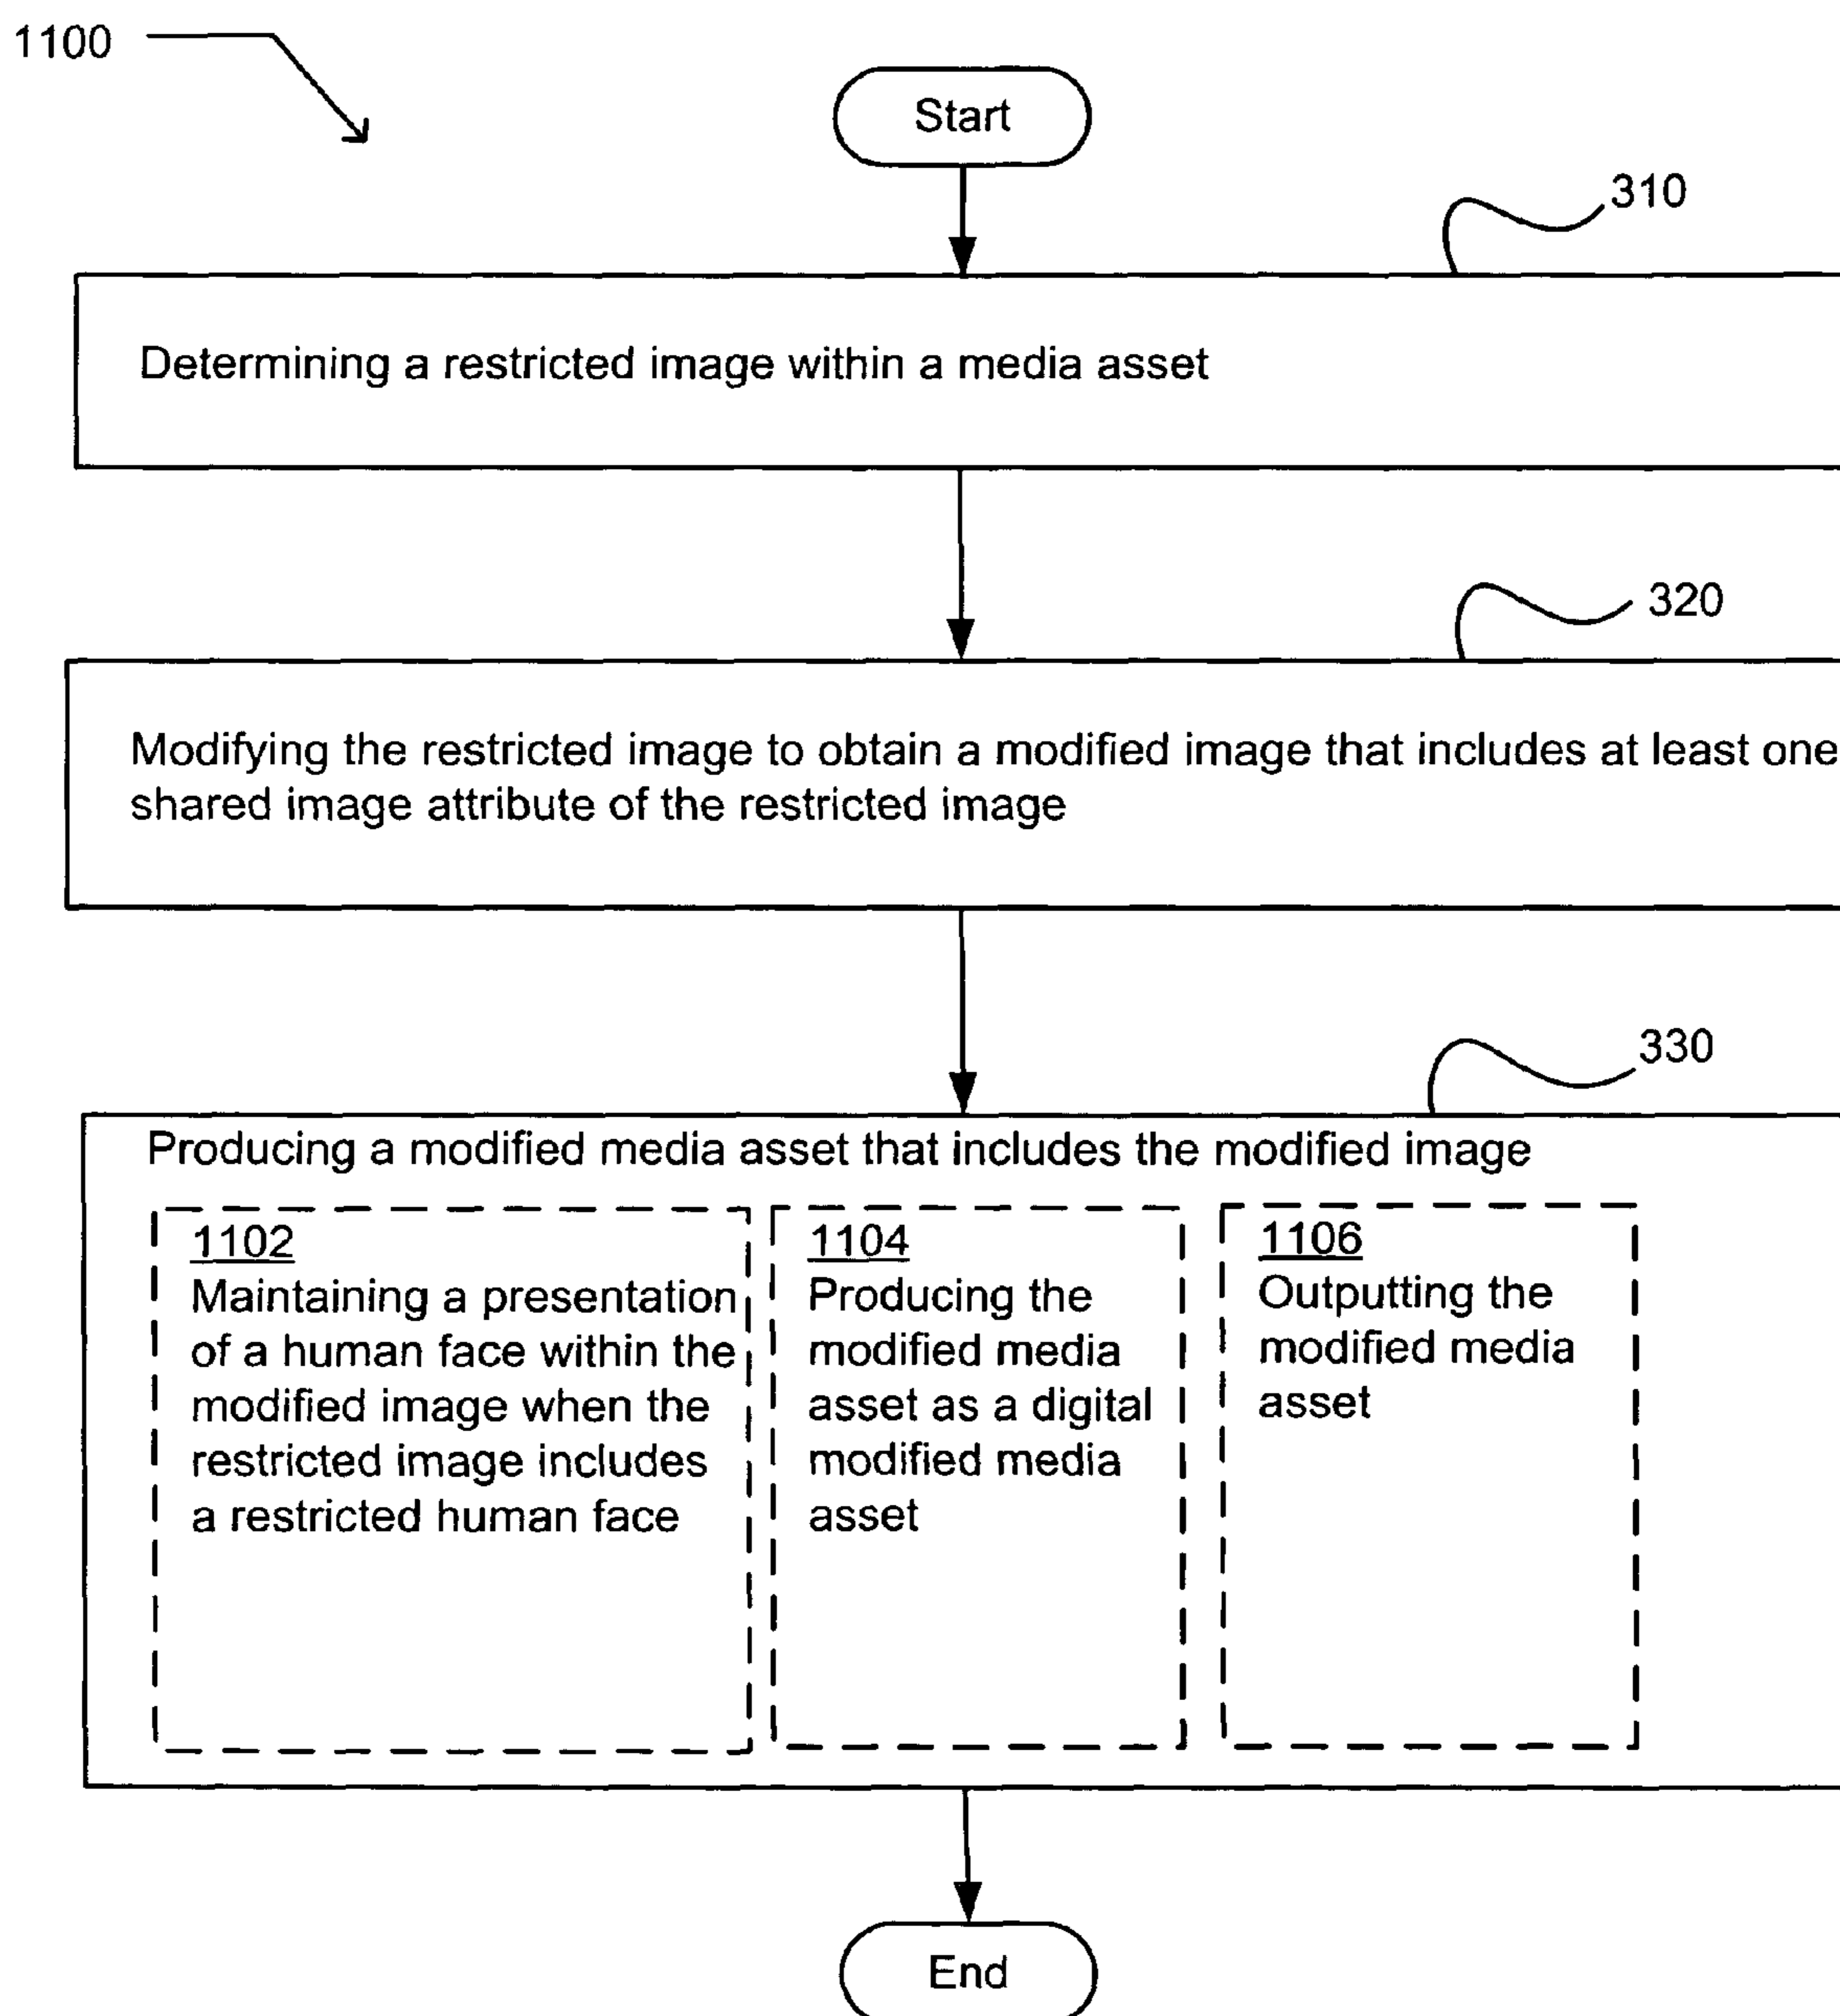 1100
Start
310
Determining a restricted image within a media asset
320
Modifying the restricted image to obtain a modified image that includes at least one
shared image attribute of the restricted image
330
Producing a modified media asset that includes the modified image
1102
Maintaining a presentation
of a human face within the
modified image when the
restricted image includes
a restricted human face
1104
Producing the
modified media
asset as a digital
modified media
asset
1106
Outputting the
modified media
asset
End